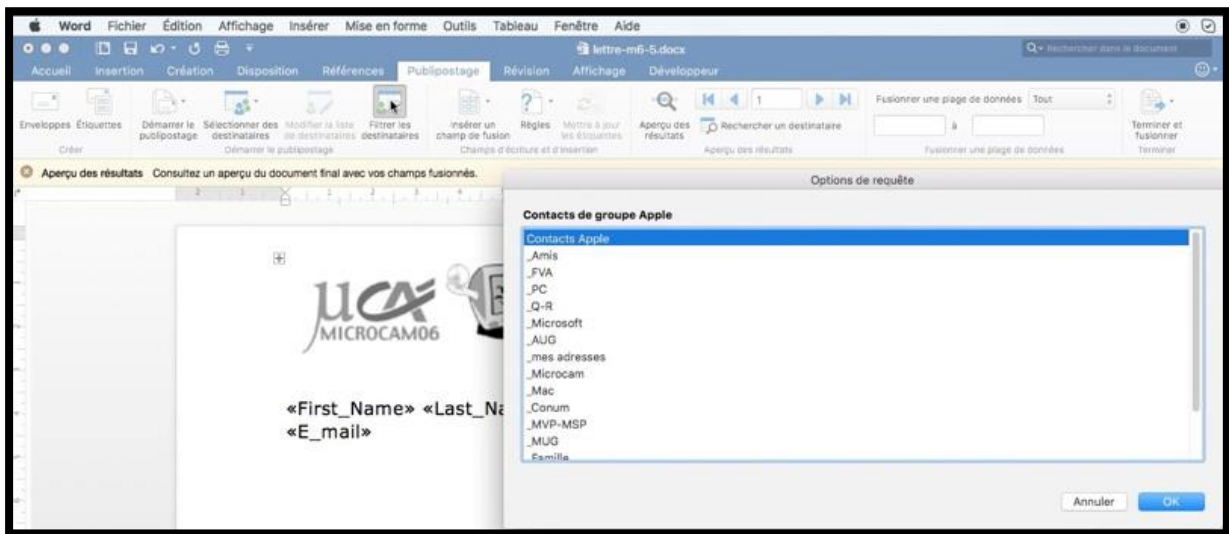 Word Fichier Édition Affichage Insérer Mise en forme Outils Tableau Fenêtre Aide
lettre-m6-5.docx
Rechercher dans le document
Accueil Insertion Création Disposition Références Publipostage Révision Affichage Développeur
Enveloppes Étiquettes
Démarrer le publipostage
Sélectionner des destinataires
Modifier la liste de destinataires
Filtrer les destinataires
Insérer un champ de fusion
Règles
Mettre à jour les étiquettes
Aperçu des résultats
1
Rechercher un destinataire
Fusionner une plage de données Tout
à
Terminer et fusionner
Créer
Démarrer le publipostage
Champs d'écriture et d'insertion
Aperçu des résultats
Fusionner une plage de données
Terminer
Aperçu des résultats Consultez un aperçu du document final avec vos champs fusionnés.
Options de requête
Contacts de groupe Apple
Contacts Apple
_Amis
_FVA
_PC
_Q-R
_Microsoft
_AUG
_mes adresses
_Microcam
_Mac
_Conum
_MVP-MSP
_MUG
_Famille
Annuler OK
µCA
MICROCAM06
«First_Name» «Last_Na
«E_mail»